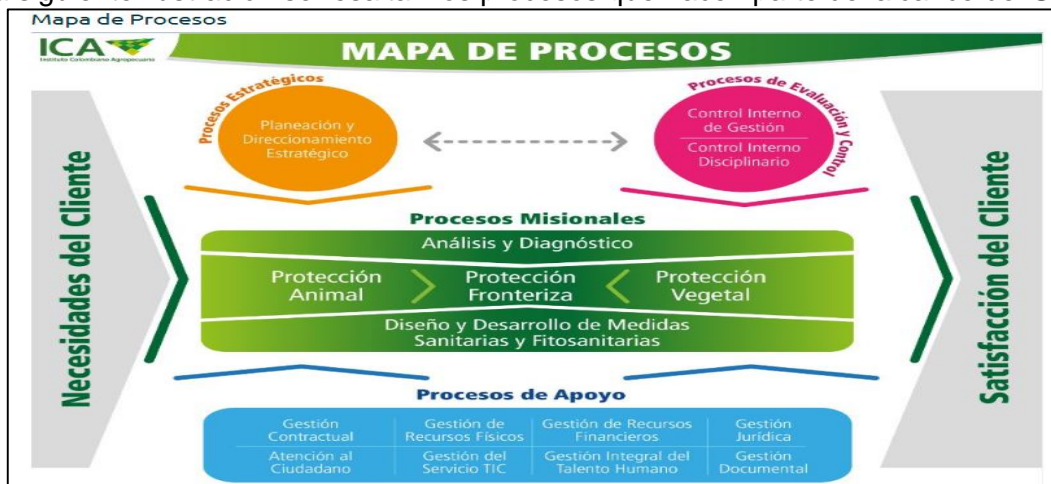 Mapa de Procesos
ICA
Instituto Colombiano Agropecuario
MAPA DE PROCESOS
Necesidades del Cliente
Procesos Estratégicos
Planeación y
Direccionamiento
Estratégico
Procesos de Evaluación y Control
Control Interno
de Gestión
Control Interno
Disciplinario
Procesos Misionales
Análisis y Diagnóstico
Protección
Animal
Protección
Fronteriza
Protección
Vegetal
Diseño y Desarrollo de Medidas
Sanitarias y Fitosanitarias
Procesos de Apoyo
Gestión
Contractual
Gestión de
Recursos Físicos
Gestión de Recursos
Financieros
Gestión
Jurídica
Atención al
Ciudadano
Gestión del
Servicio TIC
Gestión Integral del
Talento Humano
Gestión
Documental
Satisfacción del Cliente